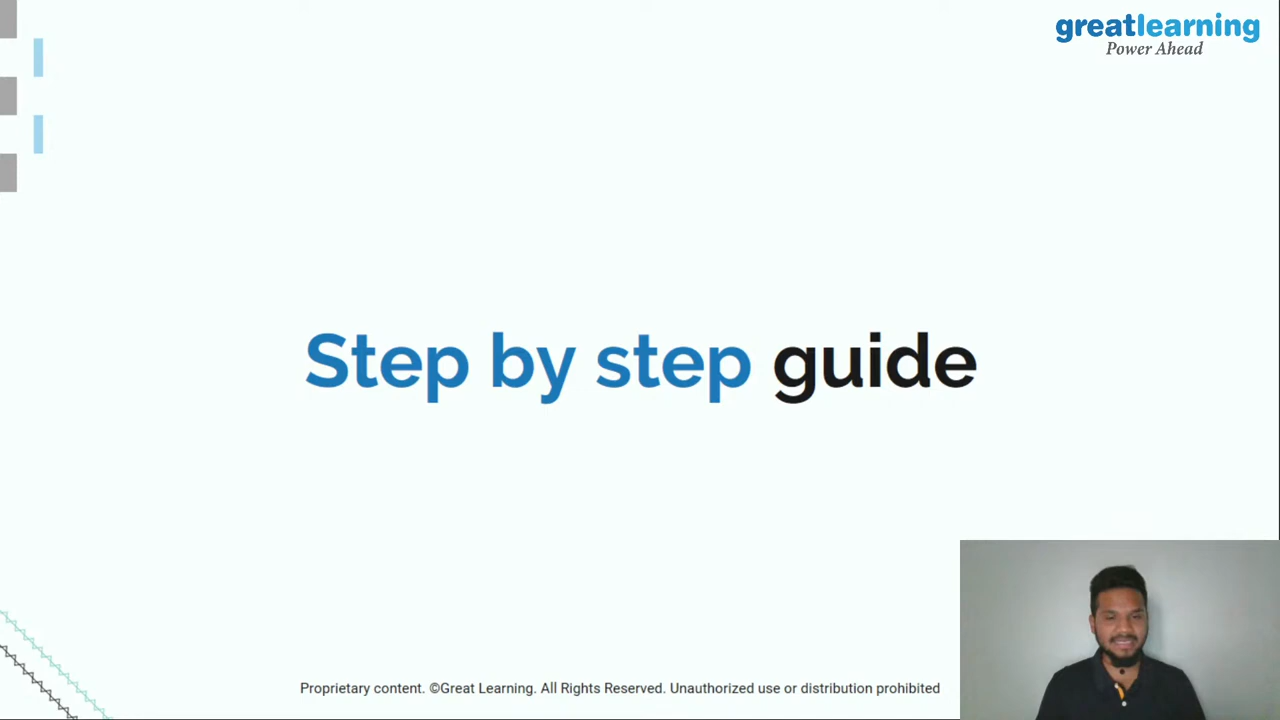 greatlearning
Power Ahead
Step by step guide
Proprietary content. ©Great Learning. All Rights Reserved. Unauthorized use or distribution prohibited